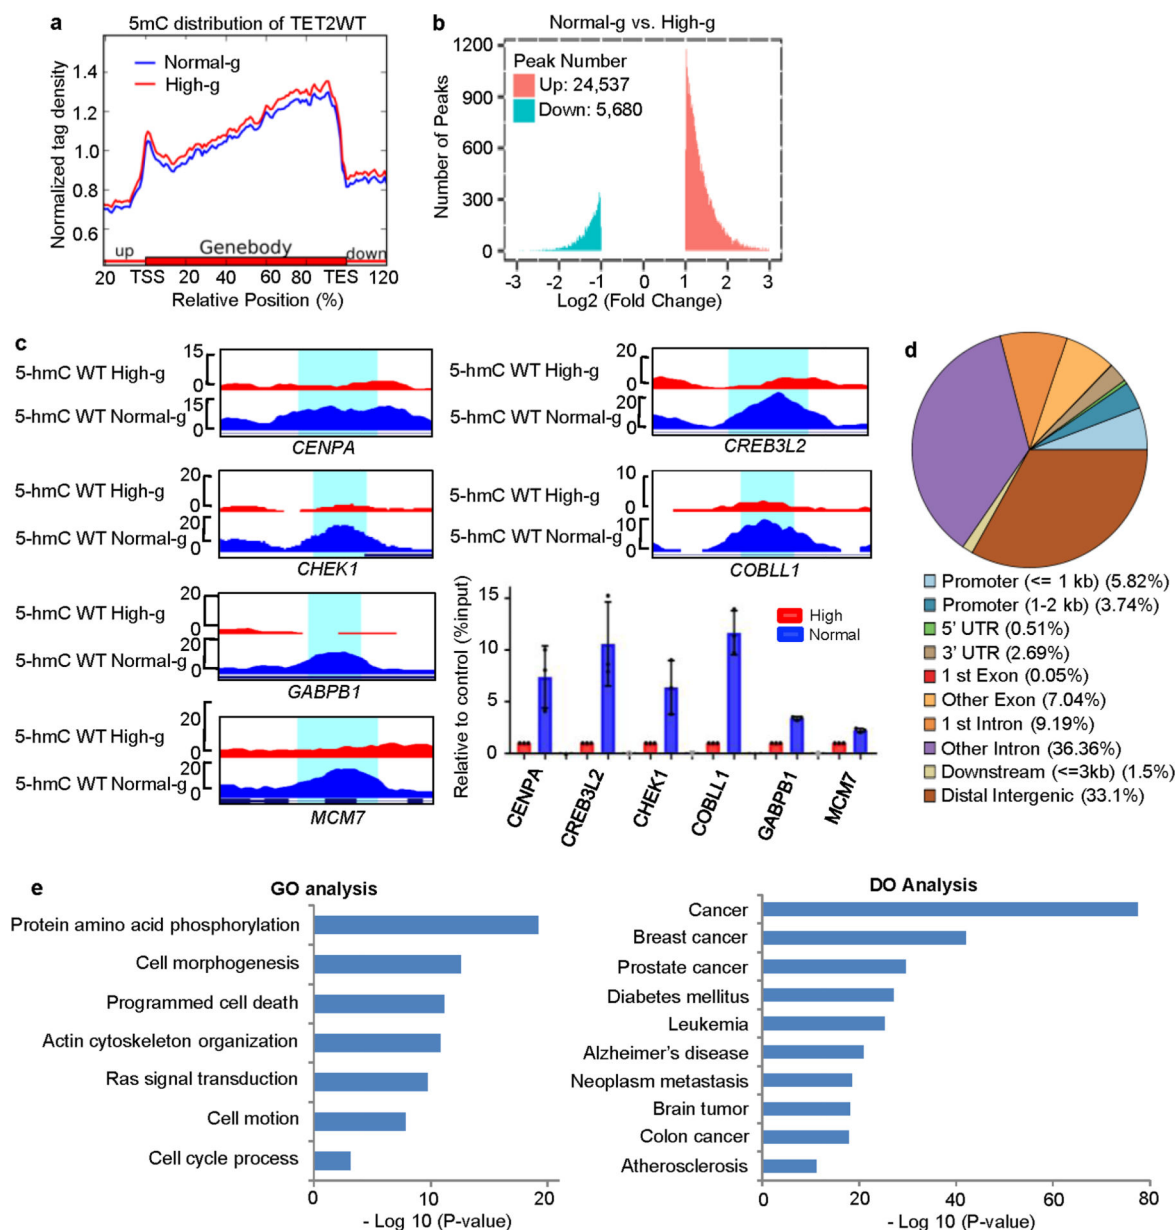 a
5mC distribution of TET2WT
Normalized tag density
1.4
1.2
1.0
0.8
0.6
Normal-g
High-g
up
Genebody
down
20 TSS 20 40 60 80 TES 120
Relative Position (%)
b
Normal-g vs. High-g
Number of Peaks
1200
900
600
300
0
Peak Number
Up: 24,537
Down: 5,680
-3 -2 -1 0 1 2 3
Log2 (Fold Change)
c
15
5-hmC WT High-g
0
15
5-hmC WT Normal-g
0
CENPA
20
5-hmC WT High-g
0
20
5-hmC WT Normal-g
0
CREB3L2
20
5-hmC WT High-g
0
20
5-hmC WT Normal-g
0
CHEK1
10
5-hmC WT High-g
0
10
5-hmC WT Normal-g
0
COBLL1
20
5-hmC WT High-g
0
20
5-hmC WT Normal-g
0
GABPB1
20
5-hmC WT High-g
0
20
5-hmC WT Normal-g
0
MCM7
Relative to control (%input)
15
10
5
0
High
Normal
CENPA
CREB3L2
CHEK1
COBLL1
GABPB1
MCM7
d
Promoter (<= 1 kb) (5.82%)
Promoter (1-2 kb) (3.74%)
5' UTR (0.51%)
3' UTR (2.69%)
1 st Exon (0.05%)
Other Exon (7.04%)
1 st Intron (9.19%)
Other Intron (36.36%)
Downstream (<=3kb) (1.5%)
Distal Intergenic (33.1%)
e
GO analysis
Protein amino acid phosphorylation
Cell morphogenesis
Programmed cell death
Actin cytoskeleton organization
Ras signal transduction
Cell motion
Cell cycle process
0 10 20
- Log 10 (P-value)
DO Analysis
Cancer
Breast cancer
Prostate cancer
Diabetes mellitus
Leukemia
Alzheimer's disease
Neoplasm metastasis
Brain tumor
Colon cancer
Atherosclerosis
0 20 40 60 80
- Log 10 (P-value)